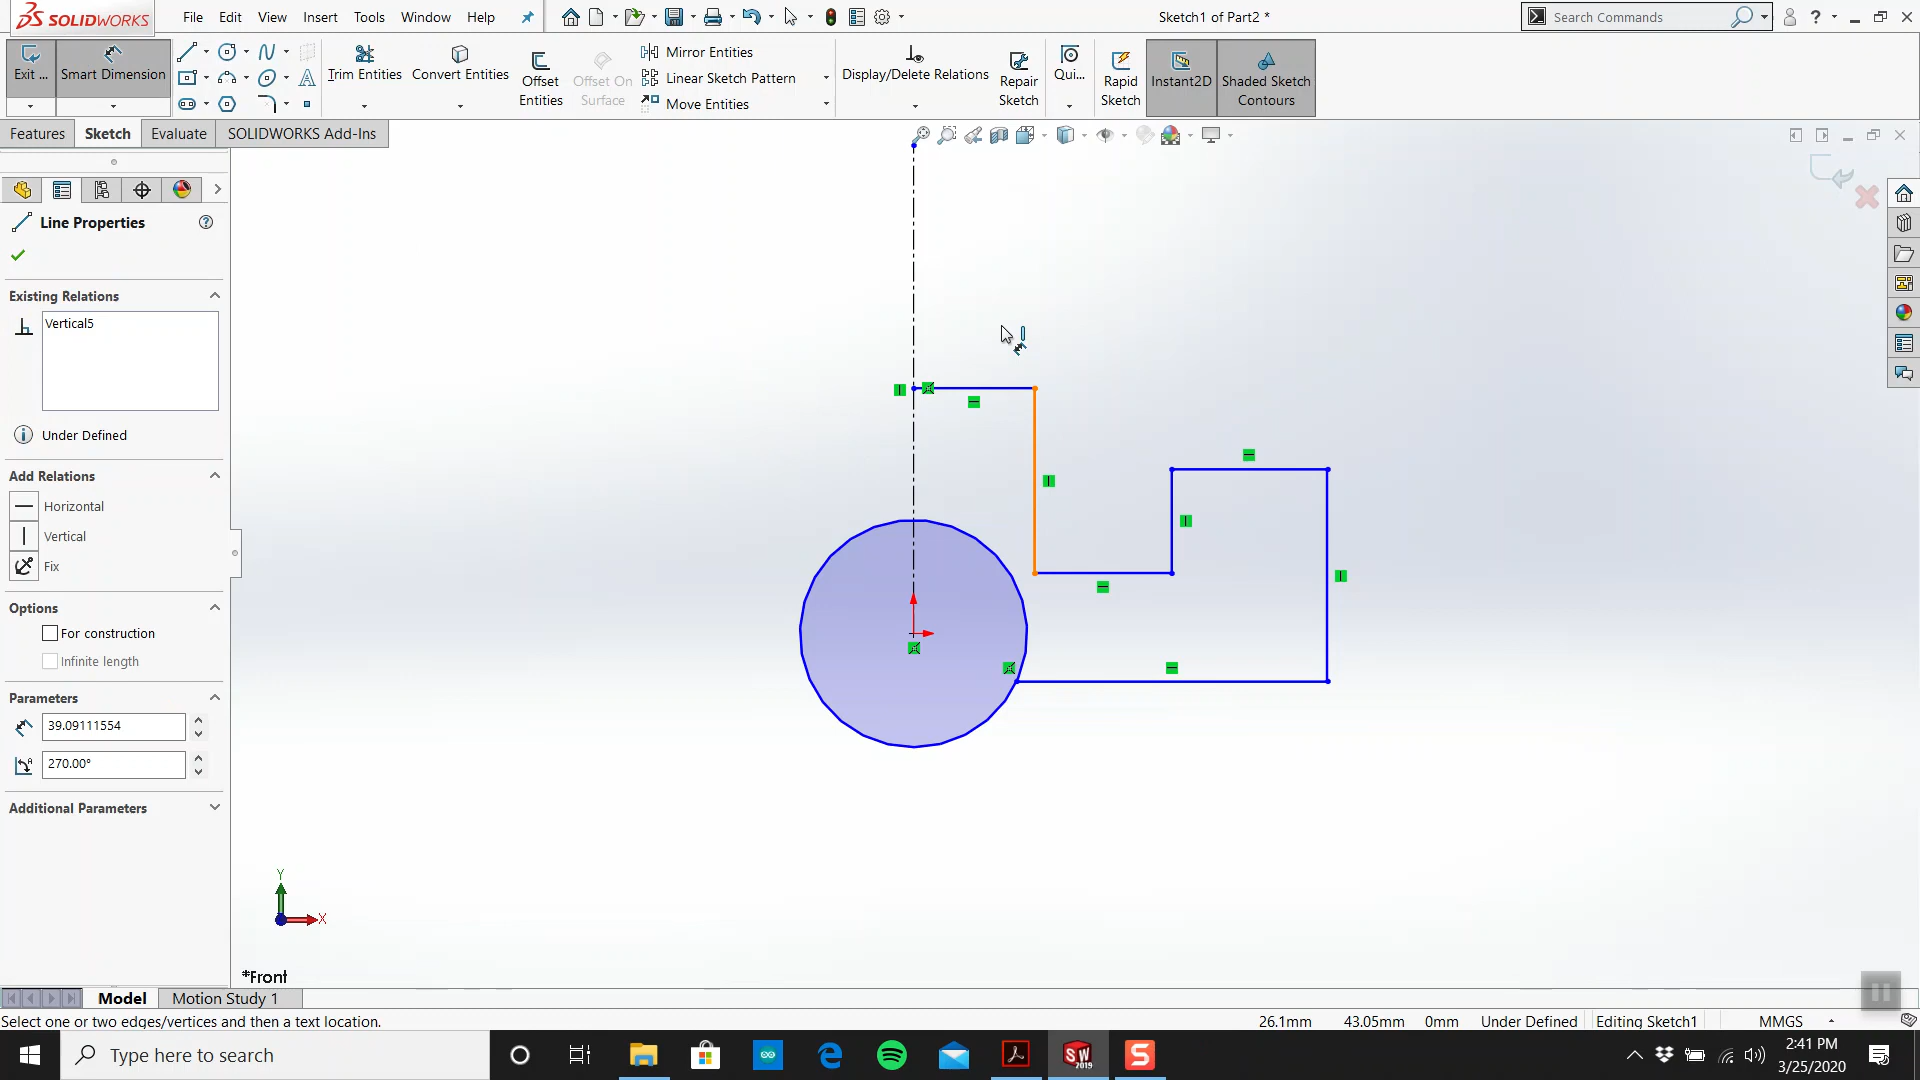 SOLIDWORKS
File Edit View Insert Tools Window Help
Sketch1 of Part2 *
Search Commands
Exit ...
Smart Dimension
Trim Entities
Convert Entities
Offset Entities
Offset On Surface
Mirror Entities
Linear Sketch Pattern
Move Entities
Display/Delete Relations
Repair Sketch
Qui...
Rapid Sketch
Instant2D
Shaded Sketch Contours
Features Sketch Evaluate SOLIDWORKS Add-Ins
Line Properties
Existing Relations
Vertical5
Under Defined
Add Relations
Horizontal
Vertical
Fix
Options
For construction
Infinite length
Parameters
39.09111554
270.00°
Additional Parameters
Y
X
*Front
Model Motion Study 1
Select one or two edges/vertices and then a text location.
26.1mm 43.05mm 0mm Under Defined Editing Sketch1 MMGS
Type here to search
SW
2019
S
2:41 PM
3/25/2020